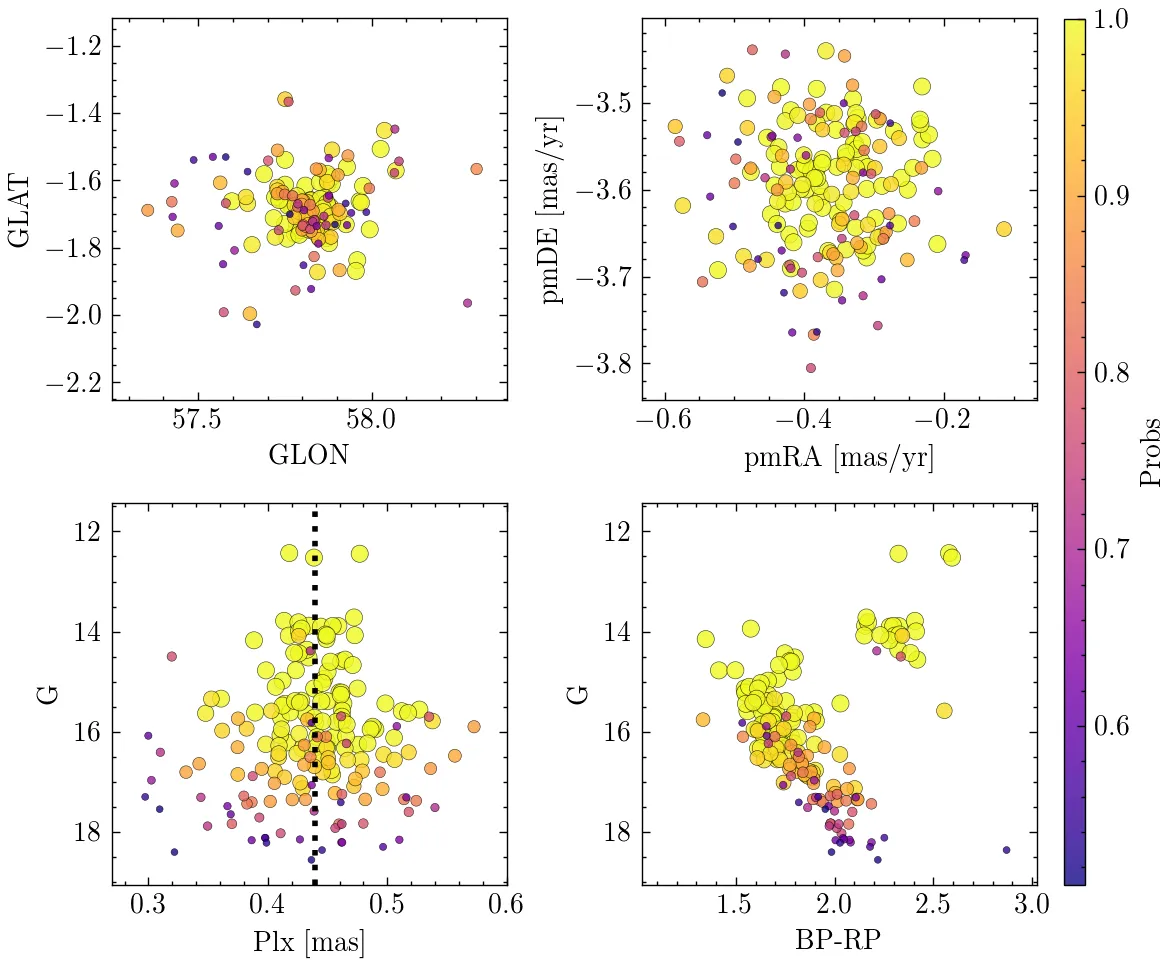 −1.2
−1.4
−1.6
−1.8
−2.0
−2.2
GLAT
57.5 58.0
GLON
−3.5
−3.6
−3.7
−3.8
pmDE [mas/yr]
−0.6 −0.4 −0.2
pmRA [mas/yr]
12
14
16
18
G
0.3 0.4 0.5 0.6
Plx [mas]
12
14
16
18
G
1.5 2.0 2.5 3.0
BP-RP
1.0
0.9
0.8
0.7
0.6
Probs